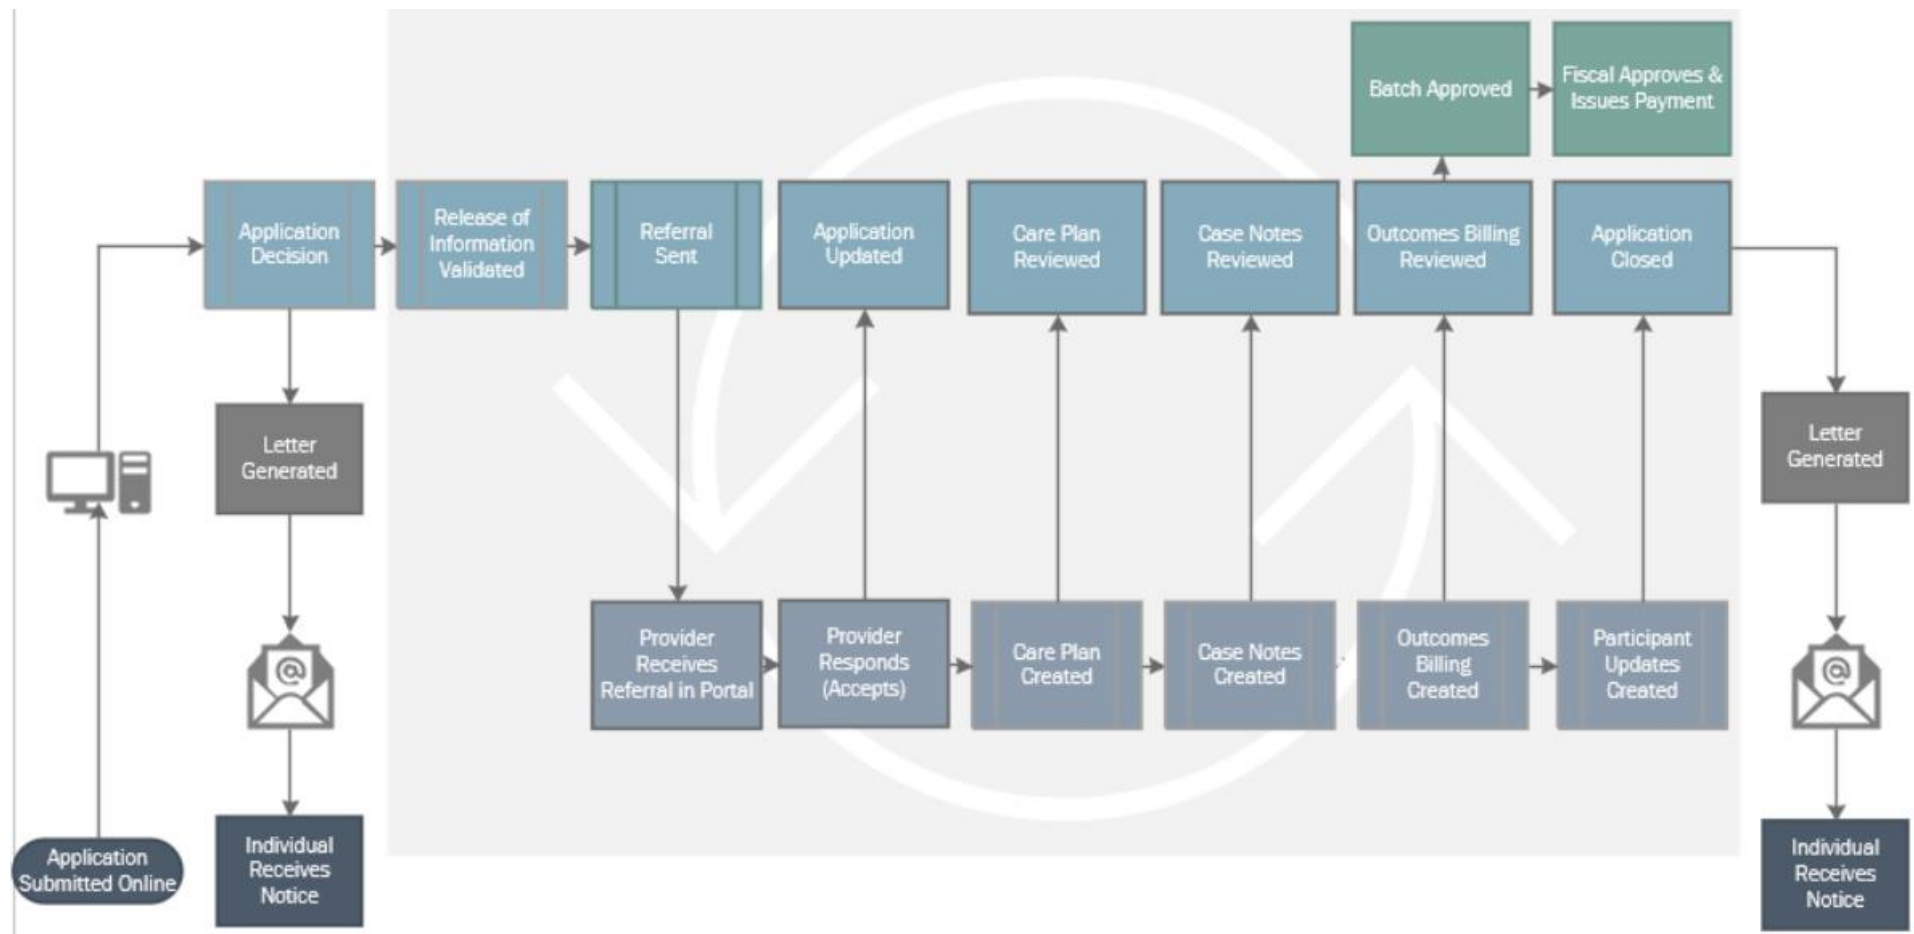 Batch Approved
Fiscal Approves &
Issues Payment
Application
Decision
Release of
Information
Validated
Referral
Sent
Application
Updated
Care Plan
Reviewed
Case Notes
Reviewed
Outcomes Billing
Reviewed
Application
Closed
Letter
Generated
Letter
Generated
Provider
Receives
Referral in Portal
Provider
Responds
(Accepts)
Care Plan
Created
Case Notes
Created
Outcomes
Billing
Created
Participant
Updates
Created
@
@
Application
Submitted Online
Individual
Receives
Notice
Individual
Receives
Notice